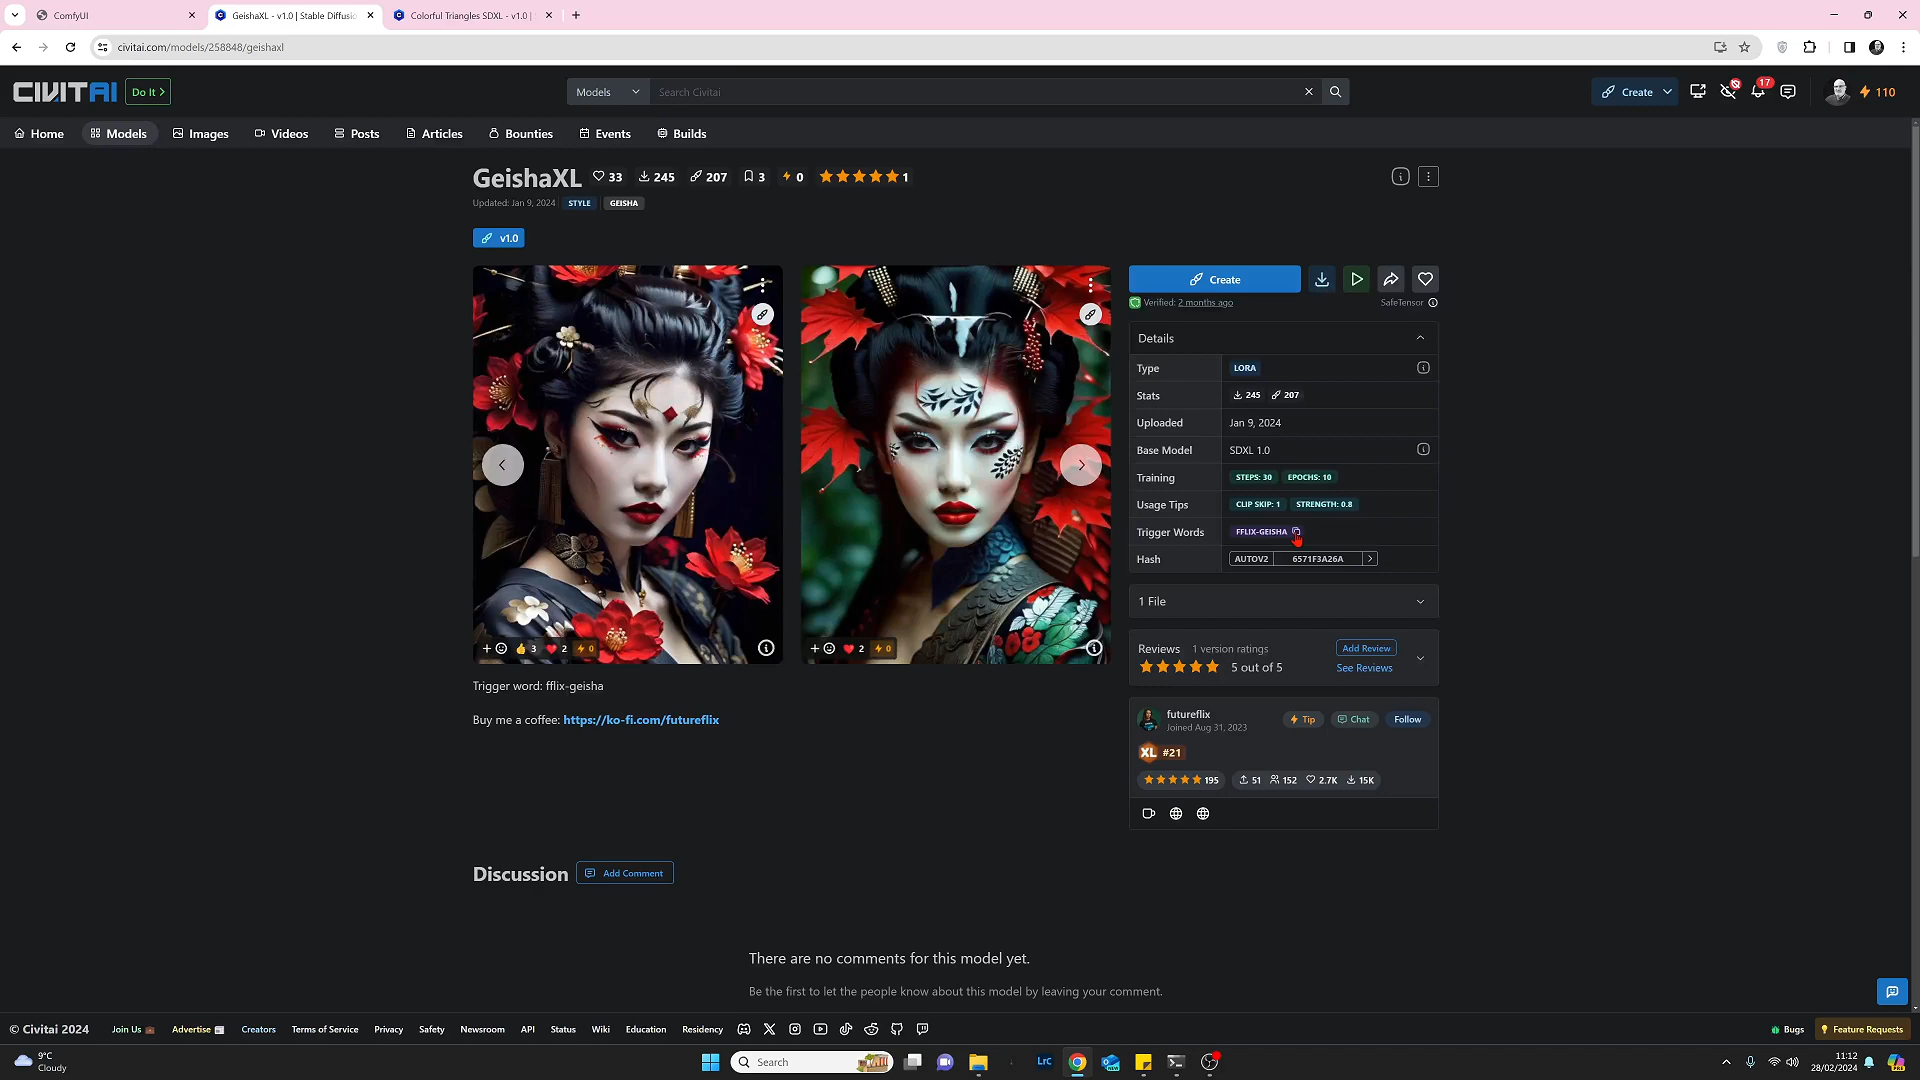 ComfyUI
GeishaXL - v1.0 | Stable Diffusio
Colorful Triangles SDXL - v1.0 |
civitai.com/models/258848/geishaxl
CIVITAI
Do It >
Models
Search Civitai
Create
17
110
Home
Models
Images
Videos
Posts
Articles
Bounties
Events
Builds
GeishaXL 33 245 207 3 0 1
Updated: Jan 9, 2024 STYLE GEISHA
v1.0
Create
Verified: 2 months ago
SafeTensor
Details
Type LORA
Stats 245 207
Uploaded Jan 9, 2024
Base Model SDXL 1.0
Training STEPS: 30 EPOCHS: 10
Usage Tips CLIP SKIP: 1 STRENGTH: 0.8
Trigger Words FFLIX-GEISHA
Hash AUTOV2 6571F3A26A
1 File
Reviews 1 version ratings Add Review
5 out of 5 See Reviews
3 2 0
2 0
Trigger word: fflix-geisha
Buy me a coffee: https://ko-fi.com/futureflix
futureflix
Joined Aug 31, 2023
Tip
Chat
Follow
XL #21
195 51 152 2.7K 15K
Discussion Add Comment
There are no comments for this model yet.
Be the first to let the people know about this model by leaving your comment.
© Civitai 2024 Join Us Advertise Creators Terms of Service Privacy Safety Newsroom API Status Wiki Education Residency
Bugs
Feature Requests
9°C
Cloudy
Search
LrC
11:12
28/02/2024